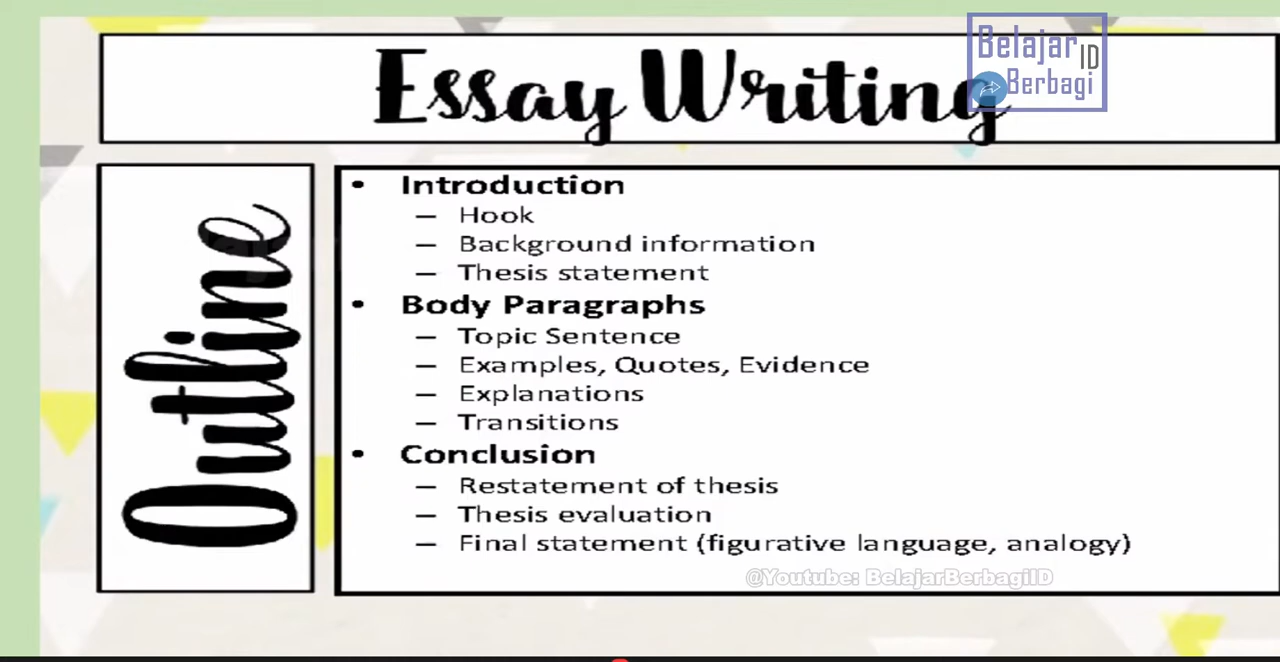 Essay Writing
Belajar ID
Berbagi
Outline
• Introduction
– Hook
– Background information
– Thesis statement
• Body Paragraphs
– Topic Sentence
– Examples, Quotes, Evidence
– Explanations
– Transitions
• Conclusion
– Restatement of thesis
– Thesis evaluation
– Final statement (figurative language, analogy)
@Youtube: BelajarBerbagiID